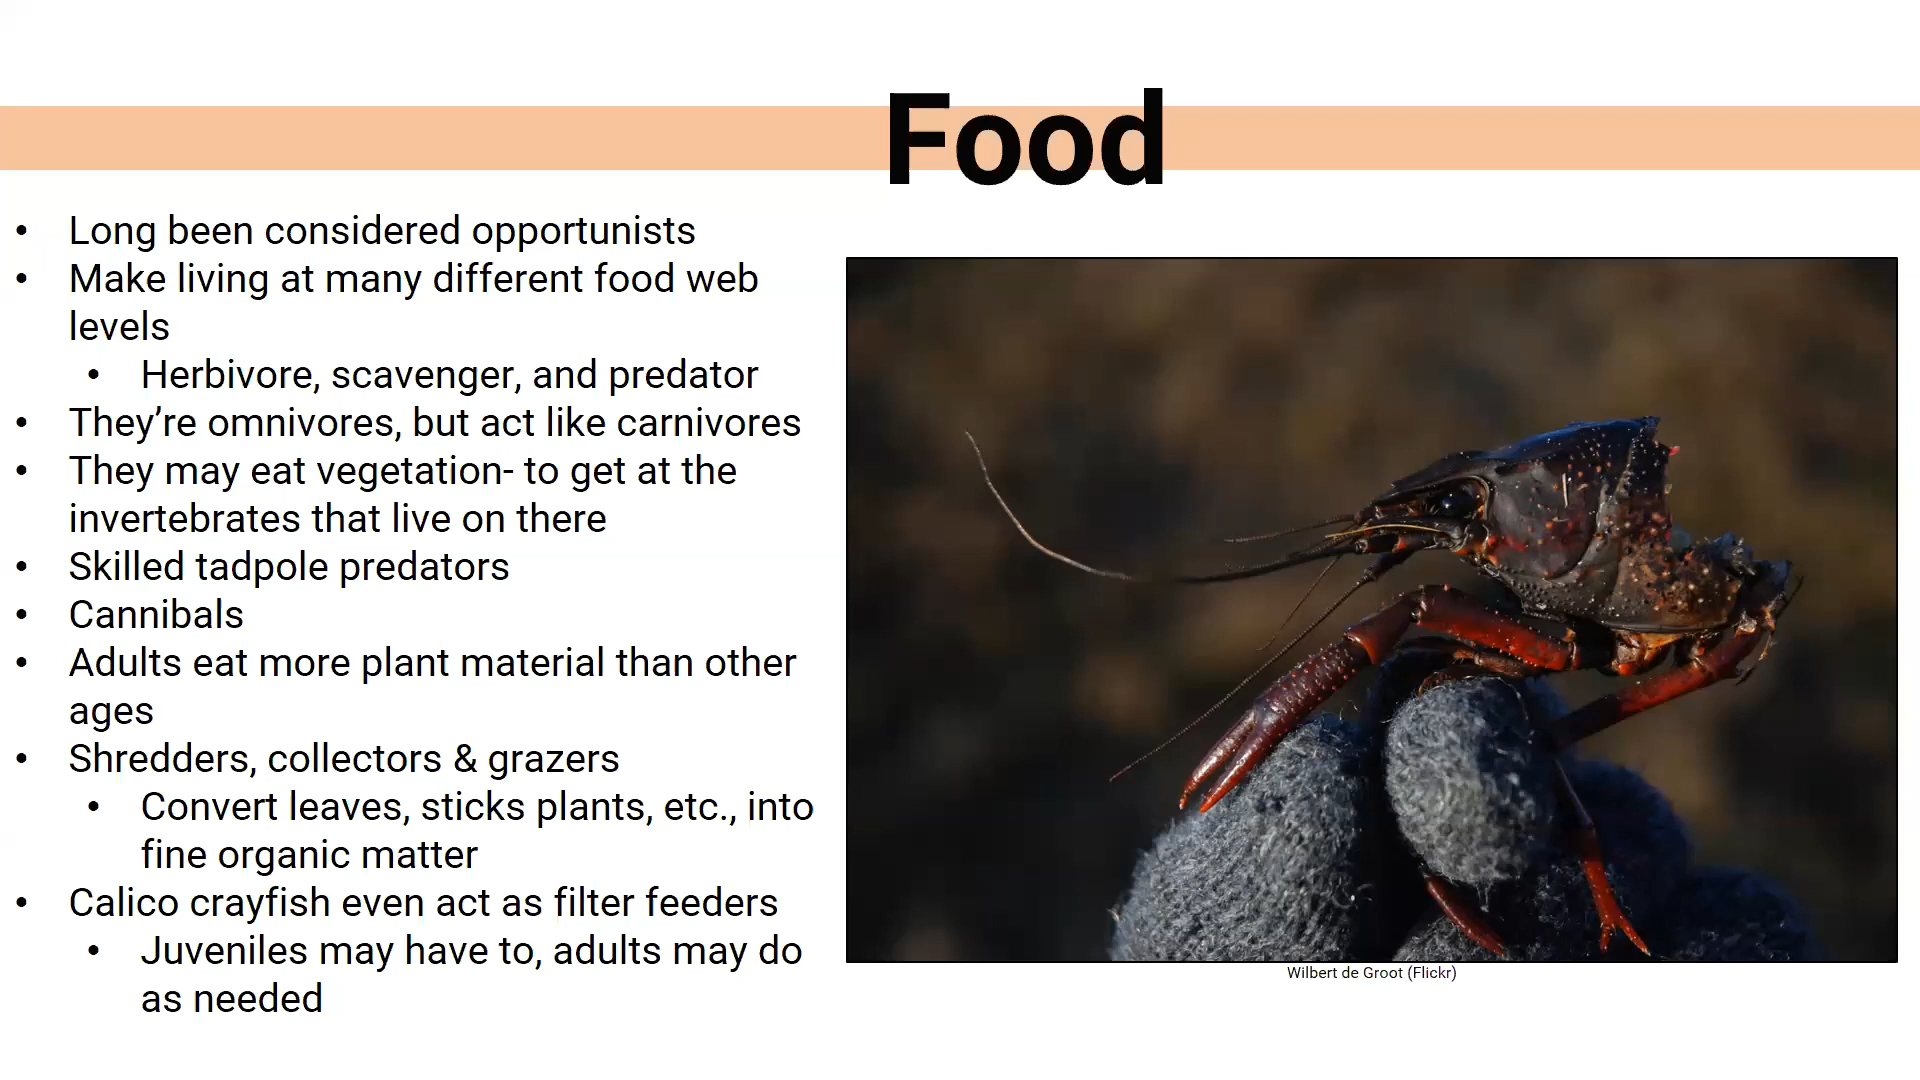 Food
• Long been considered opportunists
• Make living at many different food web
levels
• Herbivore, scavenger, and predator
• They’re omnivores, but act like carnivores
• They may eat vegetation- to get at the
invertebrates that live on there
• Skilled tadpole predators
• Cannibals
• Adults eat more plant material than other
ages
• Shredders, collectors & grazers
• Convert leaves, sticks plants, etc., into
fine organic matter
• Calico crayfish even act as filter feeders
• Juveniles may have to, adults may do
as needed
Wilbert de Groot (Flickr)